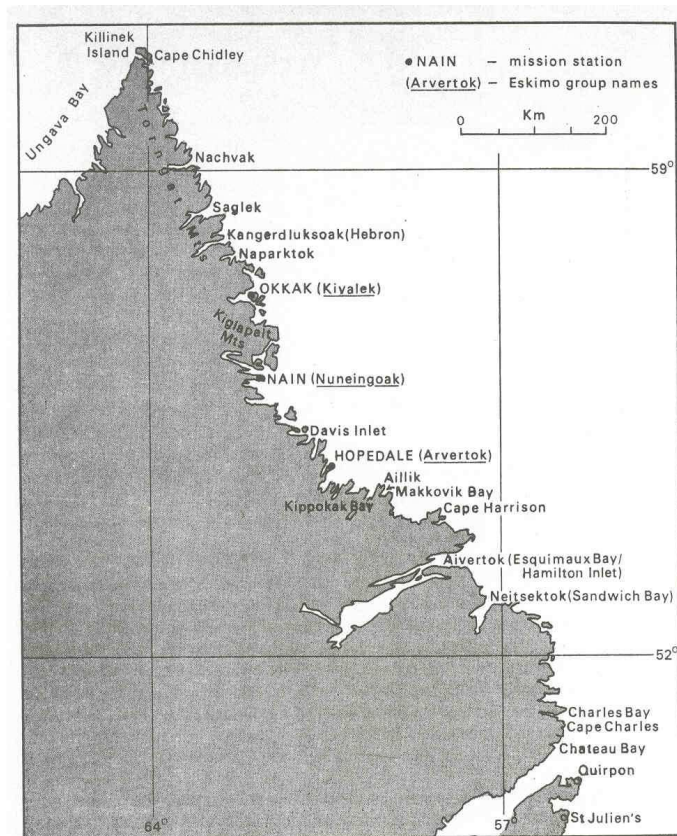 Killinek
Island
Cape Chidley
● NAIN – mission station
(Arvertok) – Eskimo group names
Km
0 200
Ungava Bay
Torngat Mts
Nachvak
59°
Saglek
Kangerdluksoak (Hebron)
Naparktok
OKKAK (Kivalek)
Kiglapait
Mts
NAIN (Nuneingoak)
Davis Inlet
HOPEDALE (Arvertok)
Aillik
Makkovik Bay
Kippokak Bay
Cape Harrison
Aivertok (Esquimaux Bay/
Hamilton Inlet)
Neitsektok (Sandwich Bay)
52°
Charles Bay
Cape Charles
Chateau Bay
Quirpon
64°
57°
St Julien's